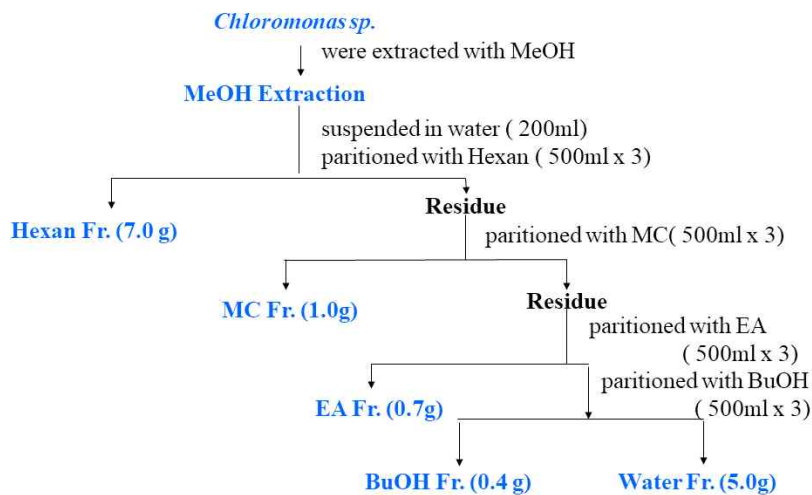 Chloromonas sp.
were extracted with MeOH
MeOH Extraction
suspended in water ( 200ml)
paritioned with Hexan ( 500ml x 3)
Hexan Fr. (7.0 g)
Residue
paritioned with MC( 500ml x 3)
MC Fr. (1.0g)
Residue
paritioned with EA
( 500ml x 3)
EA Fr. (0.7g)
paritioned with BuOH
( 500ml x 3)
BuOH Fr. (0.4 g)
Water Fr. (5.0g)